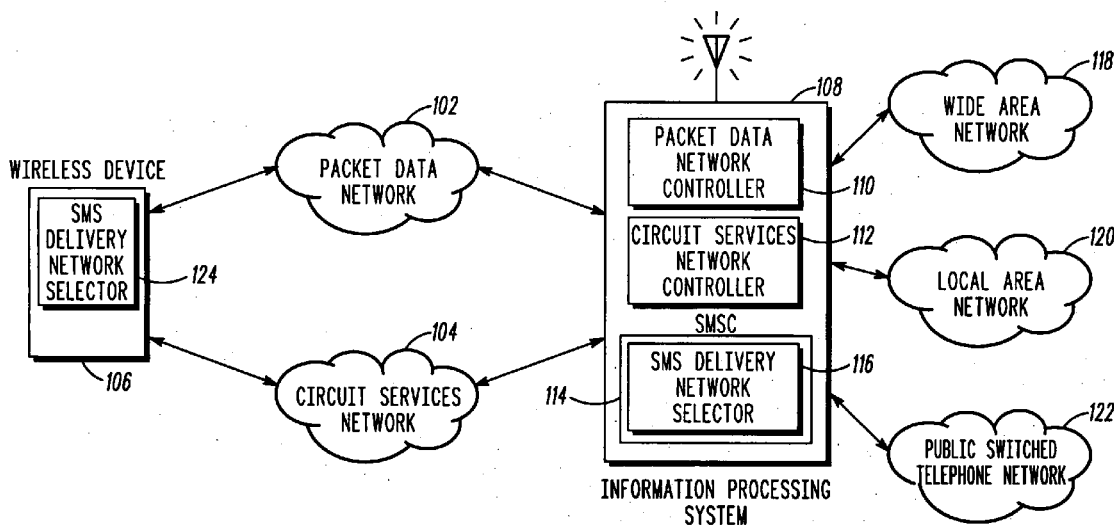 WIRELESS DEVICE
SMS
DELIVERY
NETWORK
SELECTOR
124
106
102
PACKET DATA
NETWORK
104
CIRCUIT SERVICES
NETWORK
108
PACKET DATA
NETWORK
CONTROLLER
110
CIRCUIT SERVICES
NETWORK
CONTROLLER
112
SMSC
114
SMS DELIVERY
NETWORK
SELECTOR
116
INFORMATION PROCESSING
SYSTEM
118
WIDE AREA
NETWORK
120
LOCAL AREA
NETWORK
122
PUBLIC SWITCHED
TELEPHONE NETWORK